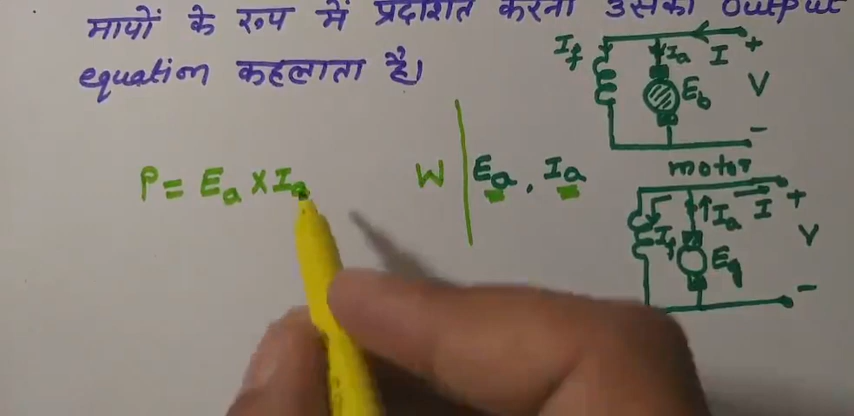 मापों के रूप में प्रदर्शित करना उसका output
equation कहलाता है।
If Ia I +
Eb V
-
motor
P = Ea × Ia
W | Ea, Ia
If Ia I +
Eg V
-